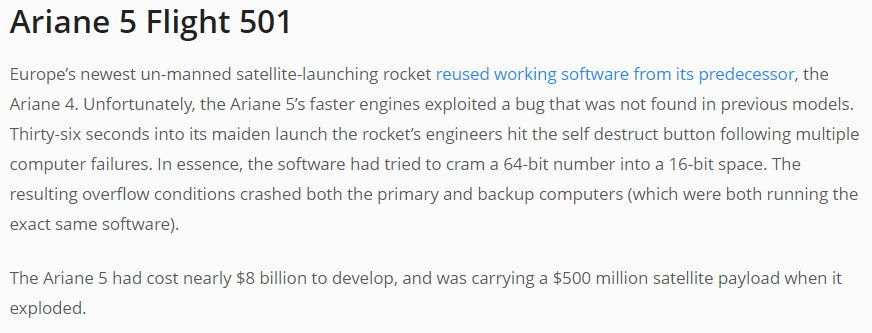 Ariane 5 Flight 501
Europe’s newest un-manned satellite-launching rocket reused working software from its predecessor, the
Ariane 4. Unfortunately, the Ariane 5’s faster engines exploited a bug that was not found in previous models.
Thirty-six seconds into its maiden launch the rocket’s engineers hit the self destruct button following multiple
computer failures. In essence, the software had tried to cram a 64-bit number into a 16-bit space. The
resulting overflow conditions crashed both the primary and backup computers (which were both running the
exact same software).
The Ariane 5 had cost nearly $8 billion to develop, and was carrying a $500 million satellite payload when it
exploded.